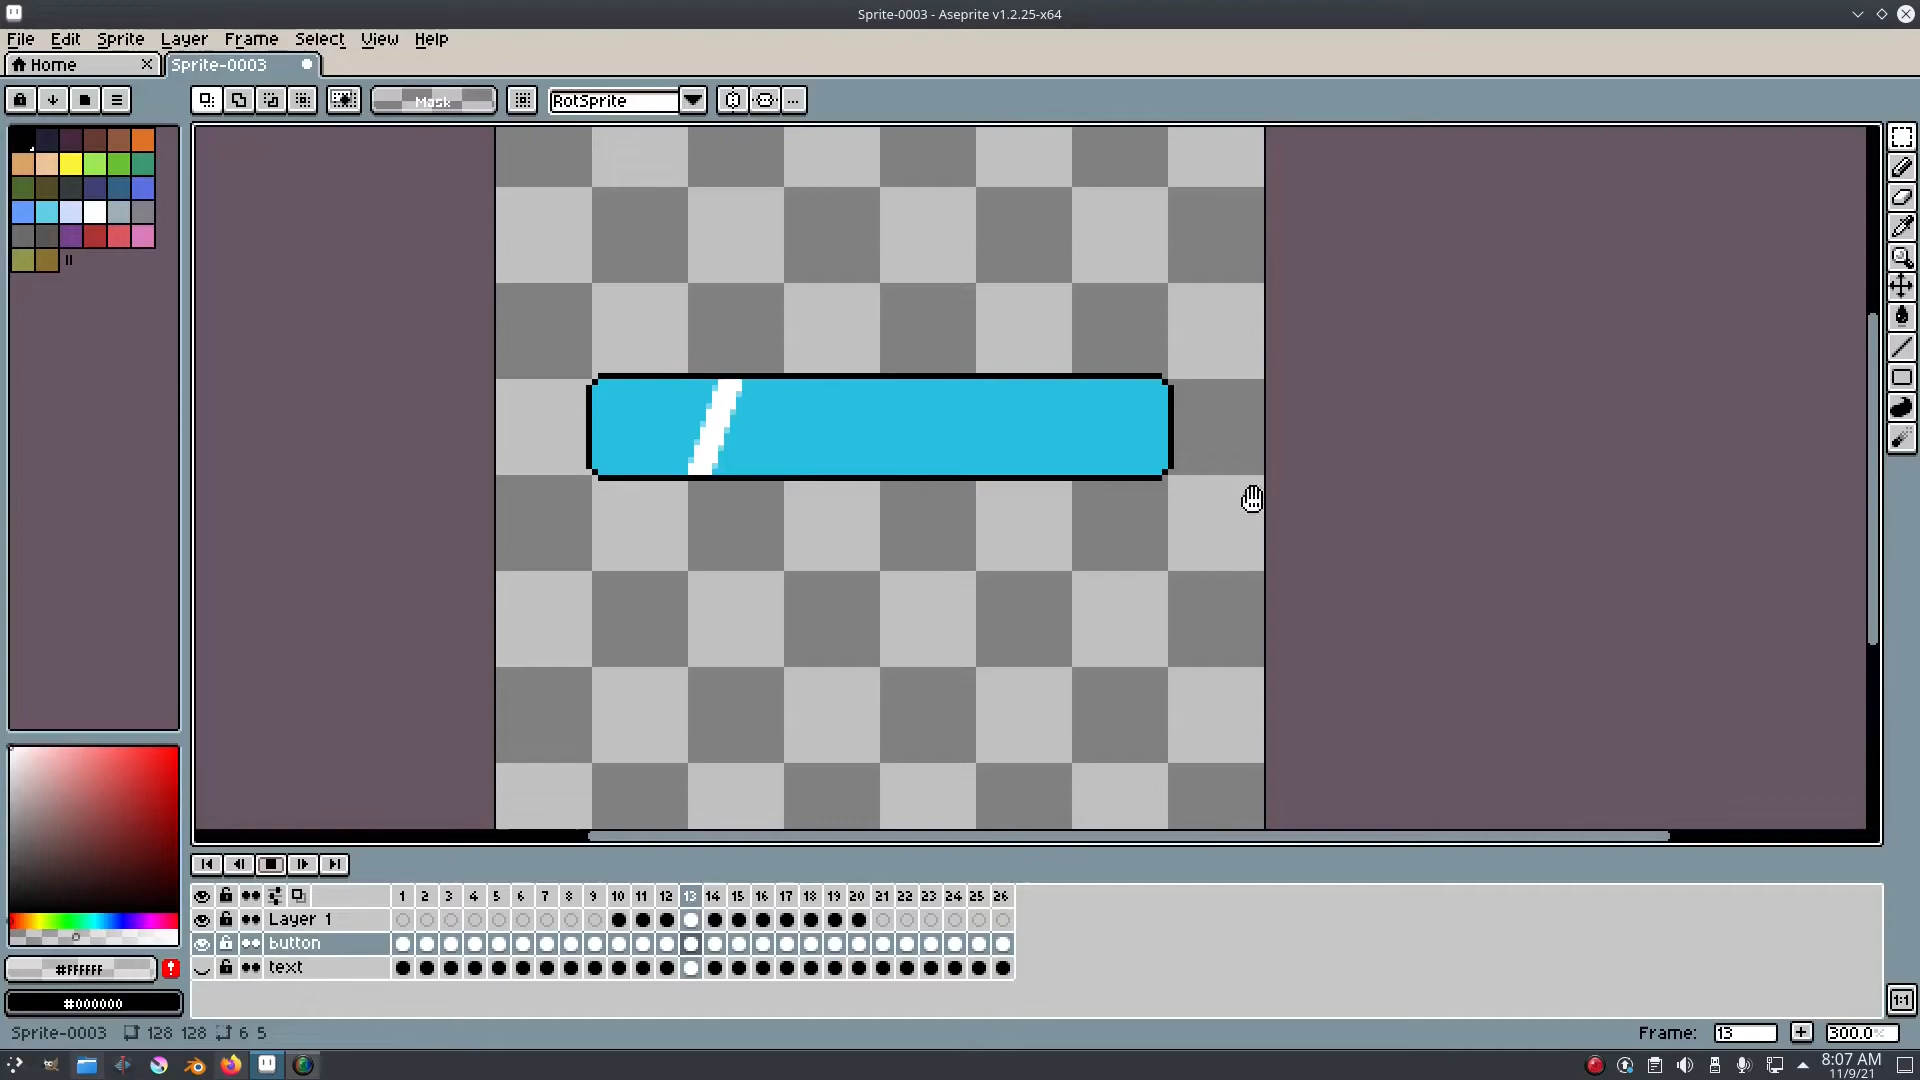 Sprite-0003 - Aseprite v1.2.25-x64
File Edit Sprite Layer Frame Select View Help
Home Sprite-0003
Mask RotSprite
1 2 3 4 5 6 7 8 9 10 11 12 13 14 15 16 17 18 19 20 21 22 23 24 25 26
Layer 1
button
text
#FFFFFF !
#000000
1:1
Sprite-0003 128 128 6 5 Frame: 13 + 300.0%
8:07 AM
11/9/21